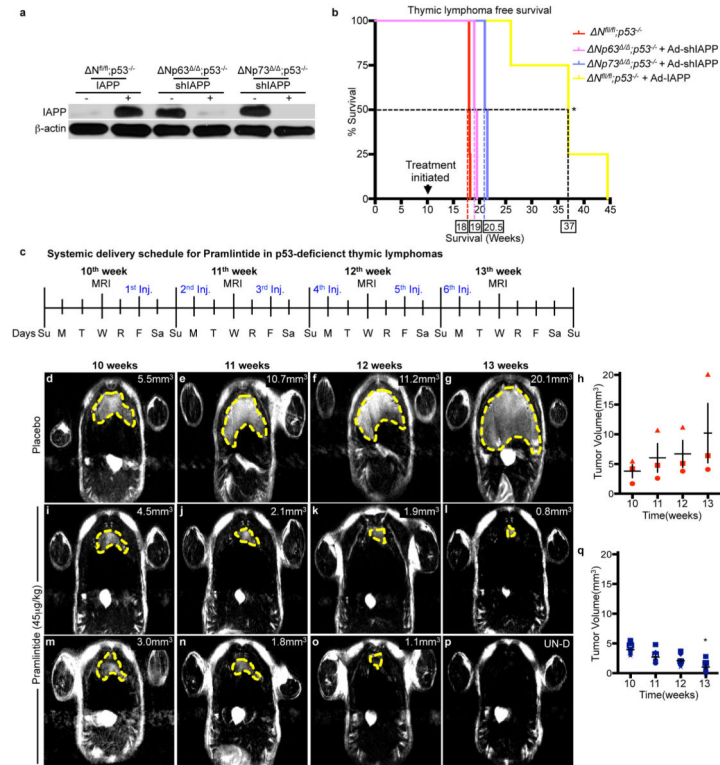 a
ΔNfl/fl;p53-/- ΔNp63Δ/Δ;p53-/- ΔNp73Δ/Δ;p53-/-
IAPP shIAPP shIAPP
- + - + - +
IAPP
β-actin
b
Thymic lymphoma free survival
ΔNfl/fl;p53-/-
ΔNp63Δ/Δ;p53-/- + Ad-shIAPP
ΔNp73Δ/Δ;p53-/- + Ad-shIAPP
ΔNfl/fl;p53-/- + Ad-IAPP
% Survival
100
75
50
25
0
*
Treatment
initiated
0 5 10 15 20 25 30 35 40 45
18 19 20.5 37
Survival (Weeks)
c Systemic delivery schedule for Pramlintide in p53-deficienct thymic lymphomas
10th week 11th week 12th week 13th week
MRI MRI MRI MRI
1st Inj. 2nd Inj. 3rd Inj. 4th Inj. 5th Inj. 6th Inj.
Days Su M T W R F Sa Su M T W R F Sa Su M T W R F Sa Su M T W R F Sa Su
10 weeks 11 weeks 12 weeks 13 weeks
Placebo
d 5.5mm3 e 10.7mm3 f 11.2mm3 g 20.1mm3
h
Tumor Volume(mm3)
20
15
10
5
0
10 11 12 13
Time(weeks)
Pramlintide (45μg/kg)
i 4.5mm3 j 2.1mm3 k 1.9mm3 l 0.8mm3
m 3.0mm3 n 1.8mm3 o 1.1mm3 p UN-D
q
Tumor Volume(mm3)
20
15
10
5
0
*
10 11 12 13
Time(weeks)